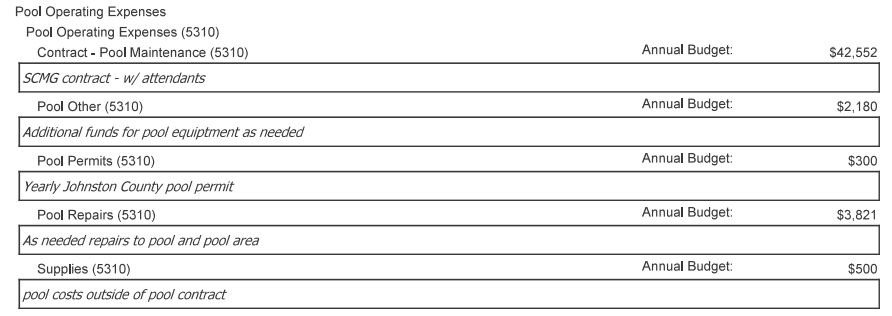 Pool Operating Expenses
Pool Operating Expenses (5310)
Contract - Pool Maintenance (5310) Annual Budget: $42,552
SCMG contract - w/ attendants
Pool Other (5310) Annual Budget: $2,180
Additional funds for pool equiptment as needed
Pool Permits (5310) Annual Budget: $300
Yearly Johnston County pool permit
Pool Repairs (5310) Annual Budget: $3,821
As needed repairs to pool and pool area
Supplies (5310) Annual Budget: $500
pool costs outside of pool contract